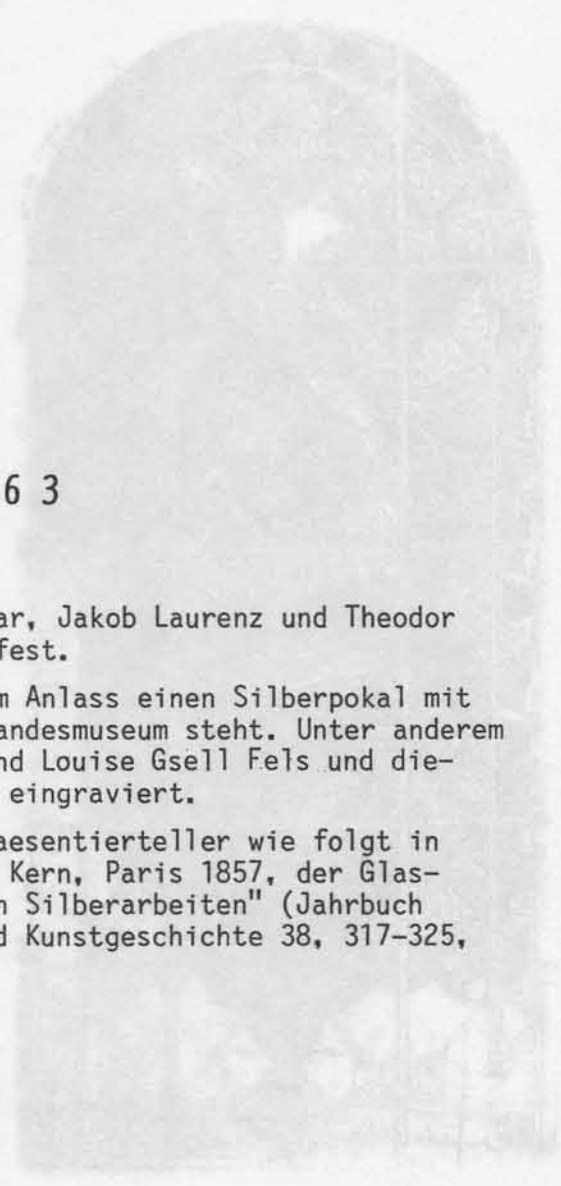 6 3
ar, Jakob Laurenz und Theodor
fest.
m Anlass einen Silberpokal mit
andesmuseum steht. Unter anderem
nd Louise Gsell Fels und die-
eingraviert.
aesentierteller wie folgt in
Kern, Paris 1857, der Glas-
n Silberarbeiten" (Jahrbuch
d Kunstgeschichte 38, 317-325,